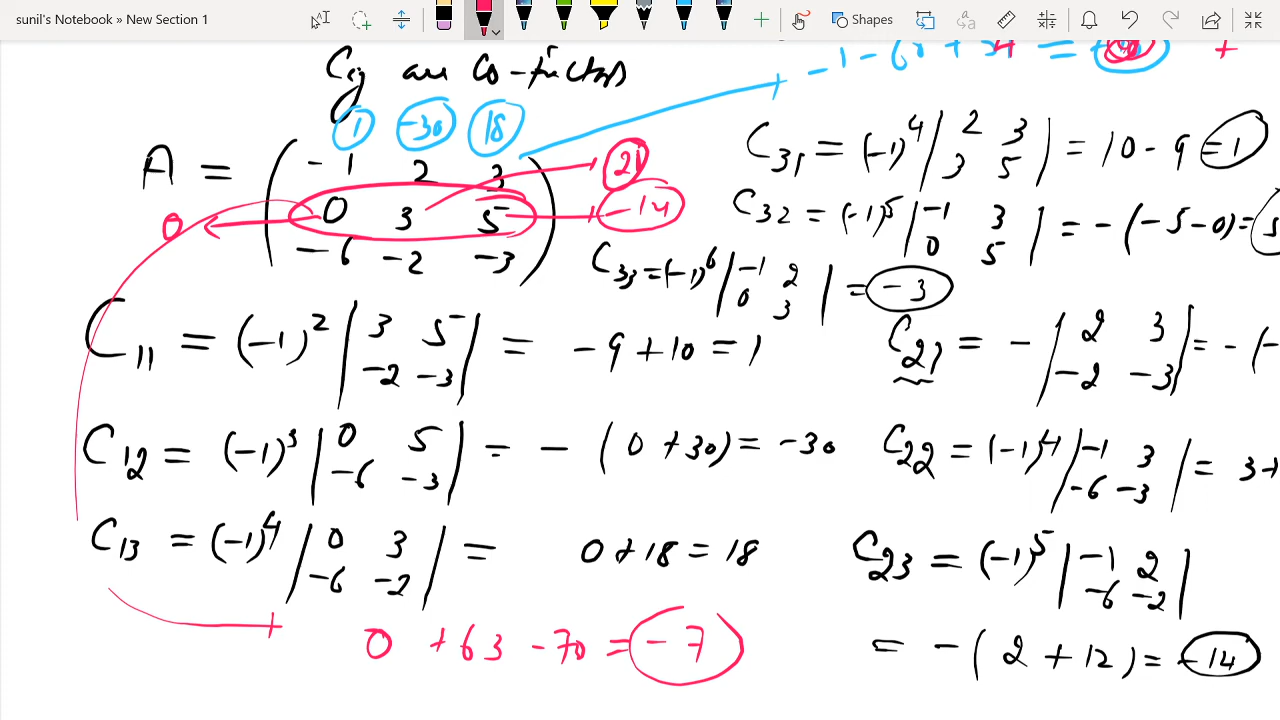 sunil's Notebook » New Section 1
Shapes
Cij are Co-factors
-1 - 6
1 -30 18
A = ( -1 2 3
0 3 5
-6 -2 -3 )
21
-14
0
C31 = (-1)^4 | 2 3
3 5 | = 10 - 9 = 1
C32 = (-1)^5 | -1 3
0 5 | = - (-5-0) = 5
C33 = (-1)^6 | -1 2
0 3 | = -3
C11 = (-1)^2 | 3 5
-2 -3 | = -9 + 10 = 1
C21 = - | 2 3
-2 -3 | = - (-
C12 = (-1)^3 | 0 5
-6 -3 | = - (0 + 30) = -30
C22 = (-1)^4 | -1 3
-6 -3 | = 3+
C13 = (-1)^4 | 0 3
-6 -2 | = 0 + 18 = 18
C23 = (-1)^5 | -1 2
-6 -2 |
= - (2 + 12) = -14
0 + 63 - 70 = -7